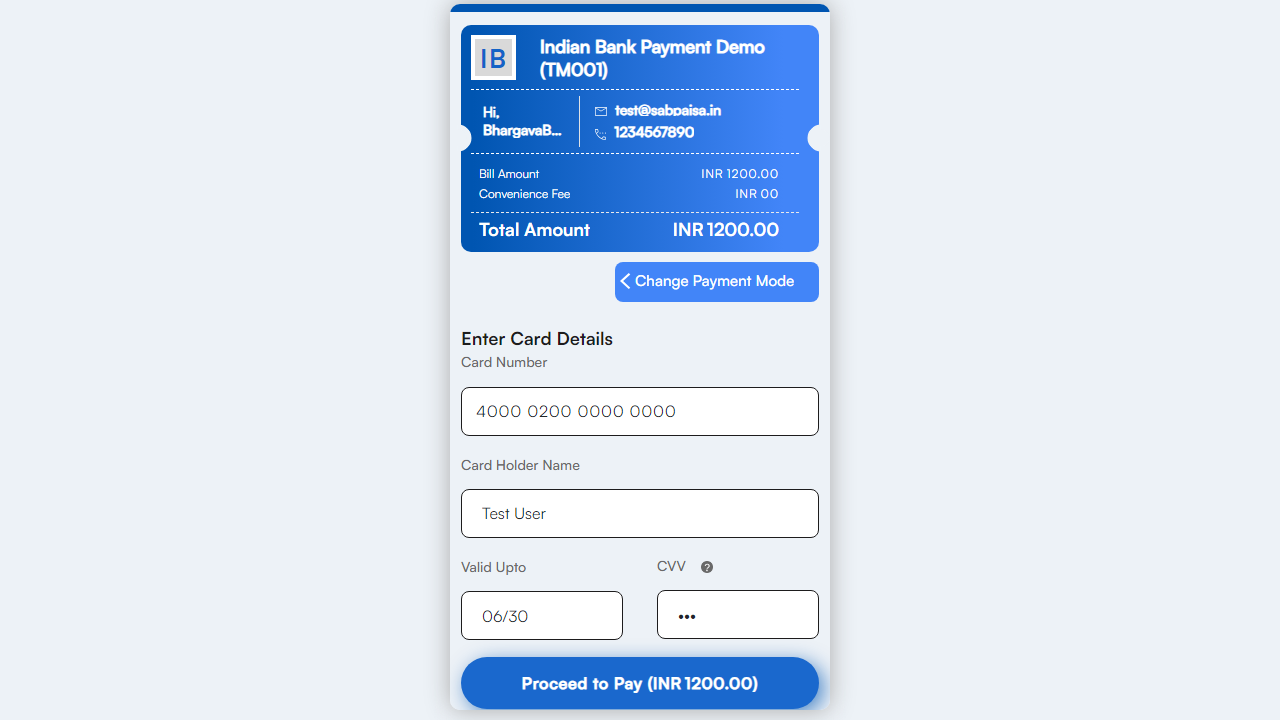 IB
Indian Bank Payment Demo
(TM001)
Hi,
BhargavaB...
test@sabpaisa.in
1234567890
Bill Amount INR 1200.00
Convenience Fee INR 00
Total Amount INR 1200.00
Change Payment Mode
Enter Card Details
Card Number
4000 0200 0000 0000
Card Holder Name
Test User
Valid Upto CVV ?
06/30 •••
Proceed to Pay (INR 1200.00)